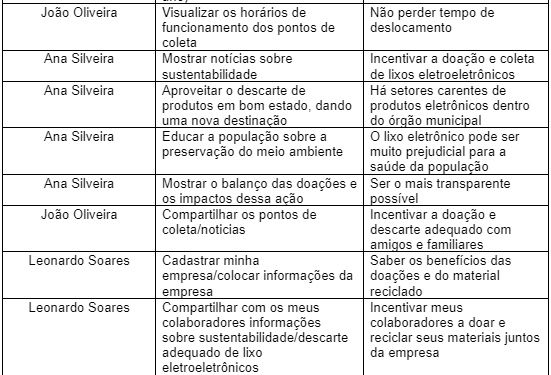 João Oliveira
Visualizar os horários de
funcionamento dos pontos de
coleta
Não perder tempo de
deslocamento
Ana Silveira
Mostrar notícias sobre
sustentabilidade
Incentivar a doação e coleta
de lixos eletroeletrônicos
Ana Silveira
Aproveitar o descarte de
produtos em bom estado, dando
uma nova destinação
Há setores carentes de
produtos eletrônicos dentro
do órgão municipal
Ana Silveira
Educar a população sobre a
preservação do meio ambiente
O lixo eletrônico pode ser
muito prejudicial para a
saúde da população
Ana Silveira
Mostrar o balanço das doações e
os impactos dessa ação
Ser o mais transparente
possível
João Oliveira
Compartilhar os pontos de
coleta/noticias
Incentivar a doação e
descarte adequado com
amigos e familiares
Leonardo Soares
Cadastrar minha
empresa/colocar informações da
empresa
Saber os benefícios das
doações e do material
reciclado
Leonardo Soares
Compartilhar com os meus
colaboradores informações
sobre sustentabilidade/descarte
adequado de lixo
eletroeletrônicos
Incentivar meus
colaboradores a doar e
reciclar seus materiais juntos
da empresa